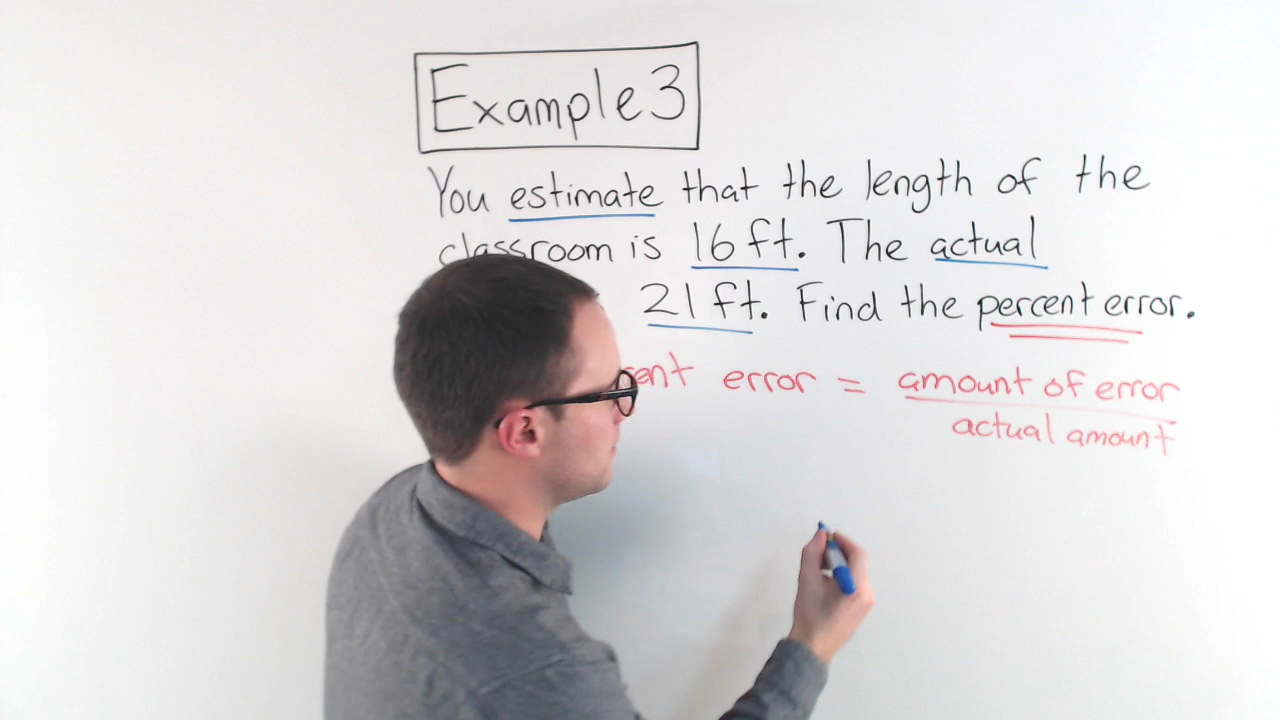 Example 3
You estimate that the length of the
classroom is 16 ft. The actual
21 ft. Find the percent error.
error = amount of error
actual amount